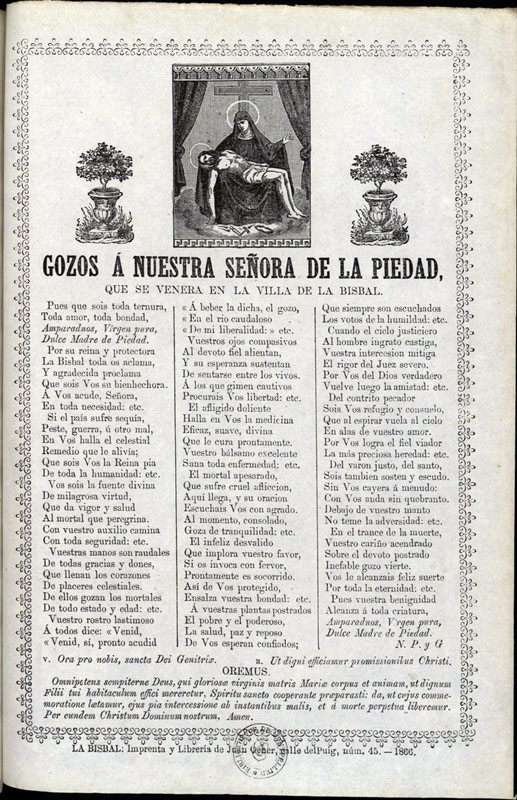 GOZOS Á NUESTRA SEÑORA DE LA PIEDAD,
QUE SE VENERA EN LA VILLA DE LA BISBAL.
Pues que sois toda ternura,
Toda amor, toda bondad,
Amparadnos, Virgen pura,
Dulce Madre de Piedad.
Por su reina y protectora
La Bisbal toda os aclama,
Y agradecida proclama
Que sois Vos su bienhechora.
Á Vos acude, Señora,
En toda necesidad: etc.
Si el país sufre sequía,
Peste, guerra, ú otro mal,
En Vos halla el celestial
Remedio que le alivia;
Que sois Vos la Reina pia
De toda la humanidad: etc.
Vos sois la fuente divina
De milagrosa virtud,
Que da vigor y salud
Al mortal que peregrina.
Con vuestro auxilio camina
Con toda seguridad: etc.
Vuestras manos son raudales
De todas gracias y dones,
Que llenan los corazones
De placeres celestiales.
De ellos gozan los mortales
De todo estado y edad: etc.
Vuestro rostro lastimoso
Á todos dice: «Venid,
«Venid, sí, pronto acudid
«Á beber la dicha, el gozo,
«En el rio caudaloso
«De mi liberalidad:» etc.
Vuestros ojos compasivos
Al devoto fiel alientan,
Y su esperanza sustentan
De sentarse entre los vivos.
Á los que gimen cautivos
Procurais Vos libertad: etc.
El afligido doliente
Halla en Vos la medicina
Eficaz, suave, divina
Que le cura prontamente.
Vuestro bálsamo excelente
Sana toda enfermedad: etc.
El mortal apesarado,
Que sufre cruel afliccion,
Aquí llega, y su oracion
Escuchais Vos con agrado.
Al momento, consolado,
Goza de tranquilidad: etc.
El infeliz desvalido
Que implora vuestro favor,
Si os invoca con fervor,
Prontamente es socorrido.
Así de Vos protegido,
Ensalza vuestra bondad: etc.
Á vuestras plantas postrados
El pobre y el poderoso,
La salud, paz y reposo
De Vos esperan confiados;
Que siempre son escuchados
Los votos de la humildad: etc.
Cuando el cielo justiciero
Al hombre ingrato castiga,
Vuestra intercesion mitiga
El rigor del Juez severo.
Por Vos del Dios verdadero
Vuelve luego la amistad: etc.
Del contrito pecador
Sois Vos refugio y consuelo,
Que al espirar vuela al cielo
En alas de vuestro amor.
Por Vos logra el fiel viador
La más preciosa heredad: etc.
Del varon justo, del santo,
Sois tambien sosten y escudo.
Sin Vos cayera á menudo:
Con Vos anda sin quebranto.
Debajo de vuestro manto
No teme la adversidad: etc.
En el trance de la muerte,
Vuestro cariño acendrado
Sobre el devoto postrado
Inefable gozo vierte.
Vos le alcanzais feliz suerte
Por toda la eternidad: etc.
Pues vuestra benignidad
Alcanza á toda criatura,
Amparadnos, Virgen pura,
Dulce Madre de Piedad.
N. P. y G
V. Ora pro nobis, sancta Dei Genitrix. R. Ut digni efficiamur promissionibus Christi.
OREMUS.
Omnipotens sempiterne Deus, qui gloriosæ virginis matris Mariæ corpus et animam, ut dignum
Filii tui habitaculum effici mereretur, Spiritu sancto cooperante præparasti: da, ut cujus comme-
moratione lætamur, ejus pia intercessione ab instantibus malis, et á morte perpetua liberemur.
Per eundem Christum Dominum nostrum. Amen.
LA BISBAL: Imprenta y Librería de Juan Gener, calle del Puig, núm. 45.—1866.